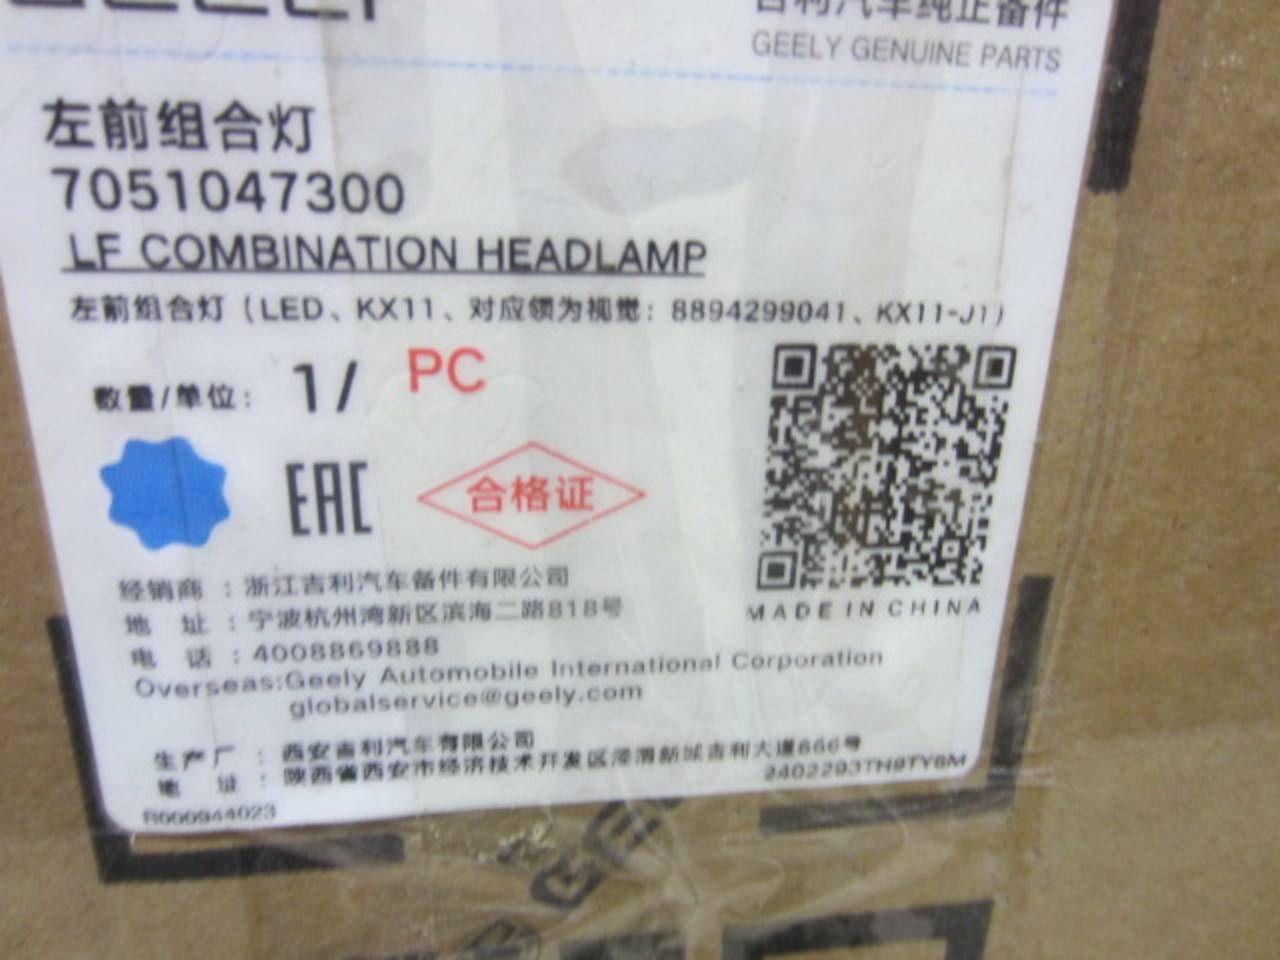 GEELY
吉利汽车纯正备件
GEELY GENUINE PARTS
左前组合灯
7051047300
LF COMBINATION HEADLAMP
左前组合灯（LED、KX11、对应领为视觉：8894299041、KX11-J1）
数量/单位： 1/ PC
EAC
合格证
MADE IN CHINA
经销商 ：浙江吉利汽车备件有限公司
地 址 ：宁波杭州湾新区滨海二路818号
电 话 ：4008869888
Overseas:Geely Automobile International Corporation
globalservice@geely.com
生产厂 ： 西安吉利汽车有限公司
地 址 ： 陕西省西安市经济技术开发区泾渭新城吉利大道666号
2402293TH9TY6M
R000944023
GE